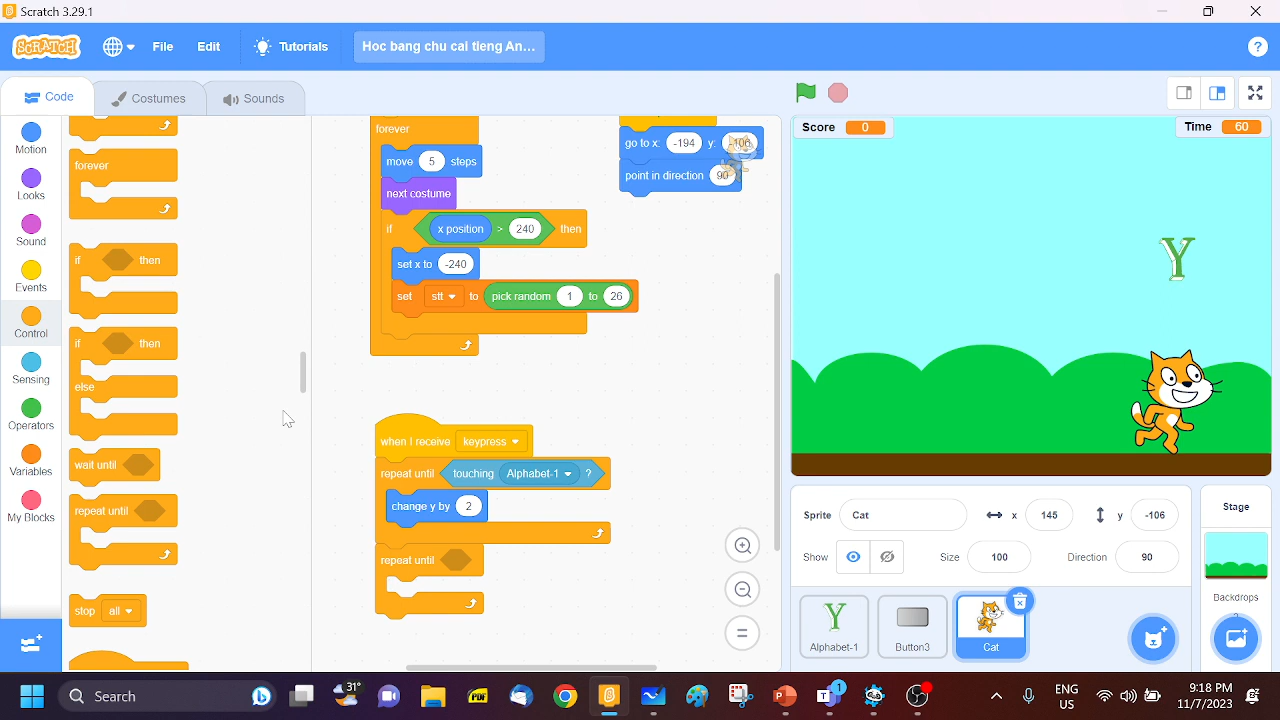 Scratch 3.29.1
SCRATCH File Edit Tutorials Hoc bang chu cai tieng An...
Code Costumes Sounds
Motion
Looks
Sound
Events
Control
Sensing
Operators
Variables
My Blocks
forever
if then
if then
else
wait until
repeat until
stop all
forever
move 5 steps
next costume
if x position > 240 then
set x to -240
set stt to pick random 1 to 26
go to x: -194 y: -106
point in direction 90
when I receive keypress
repeat until touching Alphabet-1 ?
change y by 2
repeat until
Score 0
Time 60
Y
Sprite Cat x 145 y -106
Show Size 100 Direction 90
Y
Alphabet-1
Button3
Cat
Stage
Backdrops
Search
31°
PDF
1
ENG
US
9:18 PM
11/7/2023